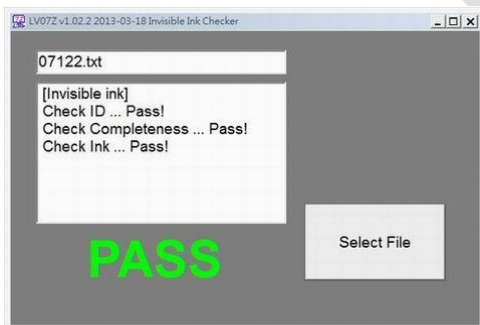 LV07Z v1.02.2 2013-03-18 Invisible Ink Checker
07122.txt
[Invisible ink]
Check ID ... Pass!
Check Completeness ... Pass!
Check Ink ... Pass!
PASS
Select File